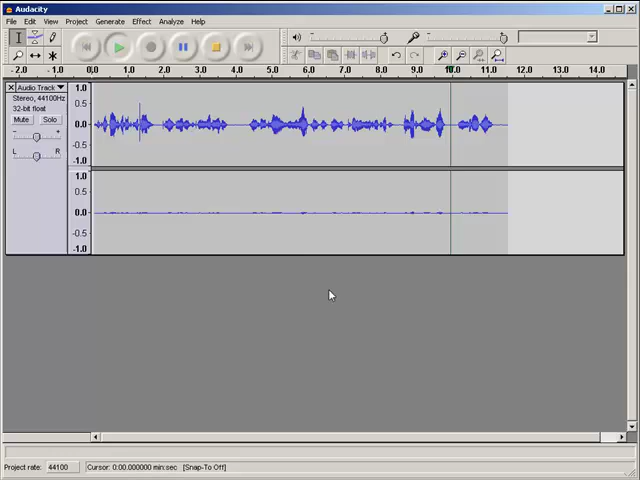 Audacity
File Edit View Project Generate Effect Analyze Help
-2.0 -1.0 0.0 1.0 2.0 3.0 4.0 5.0 6.0 7.0 8.0 9.0 10.0 11.0 12.0 13.0 14.0
Audio Track
Stereo, 44100Hz
32-bit float
Mute Solo
- +
L R
1.0
0.5
0.0
-0.5
-1.0
1.0
0.5
0.0
-0.5
-1.0
Project rate: 44100 Cursor: 0:00.000000 min:sec [Snap-To Off]